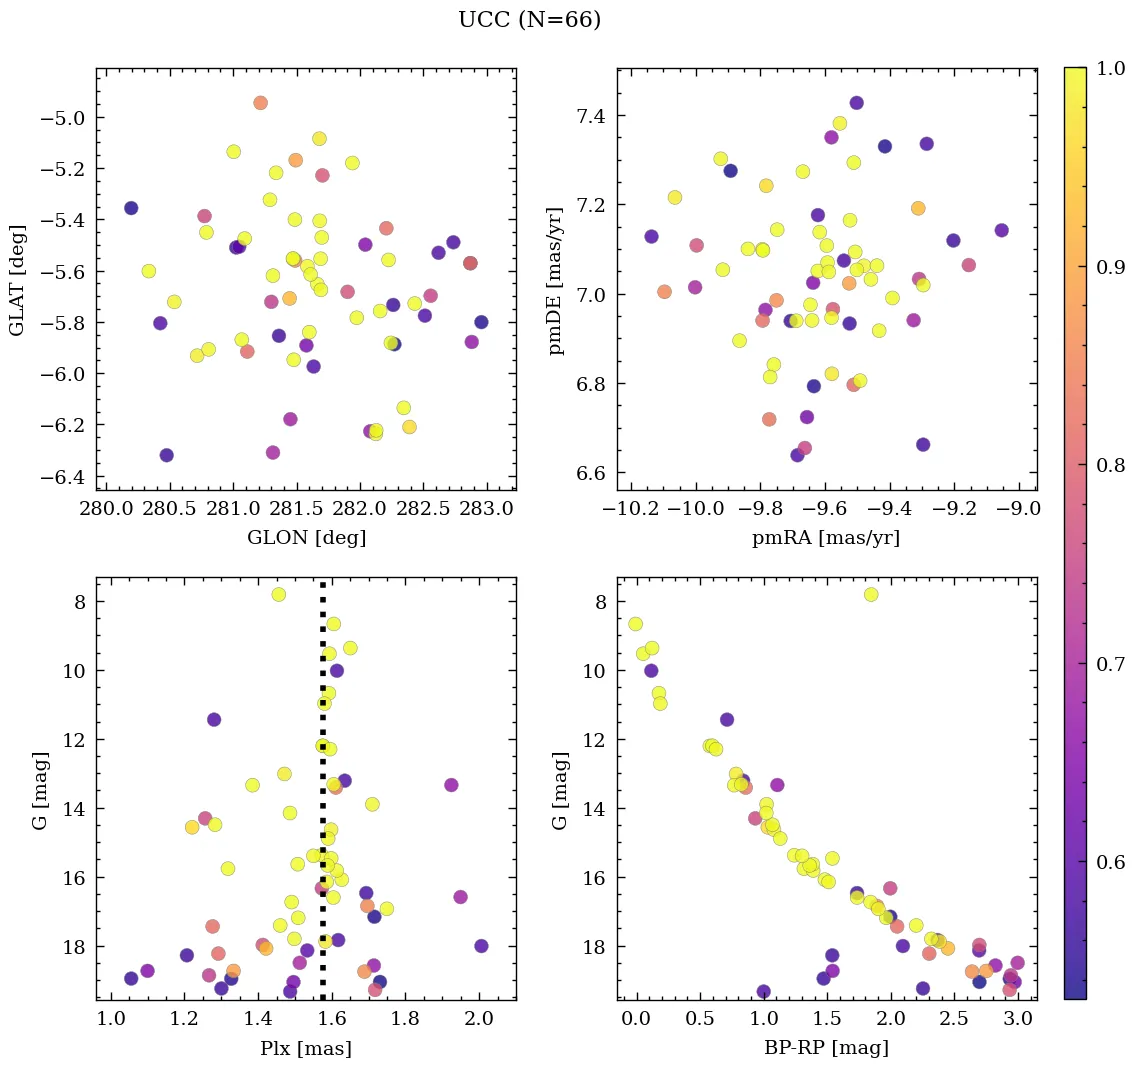 UCC (N=66)
−5.0
−5.2
−5.4
−5.6
−5.8
−6.0
−6.2
−6.4
GLAT [deg]
280.0 280.5 281.0 281.5 282.0 282.5 283.0
GLON [deg]
7.4
7.2
7.0
6.8
6.6
pmDE [mas/yr]
−10.2 −10.0 −9.8 −9.6 −9.4 −9.2 −9.0
pmRA [mas/yr]
8
10
12
14
16
18
G [mag]
1.0 1.2 1.4 1.6 1.8 2.0
Plx [mas]
8
10
12
14
16
18
G [mag]
0.0 0.5 1.0 1.5 2.0 2.5 3.0
BP-RP [mag]
1.0
0.9
0.8
0.7
0.6